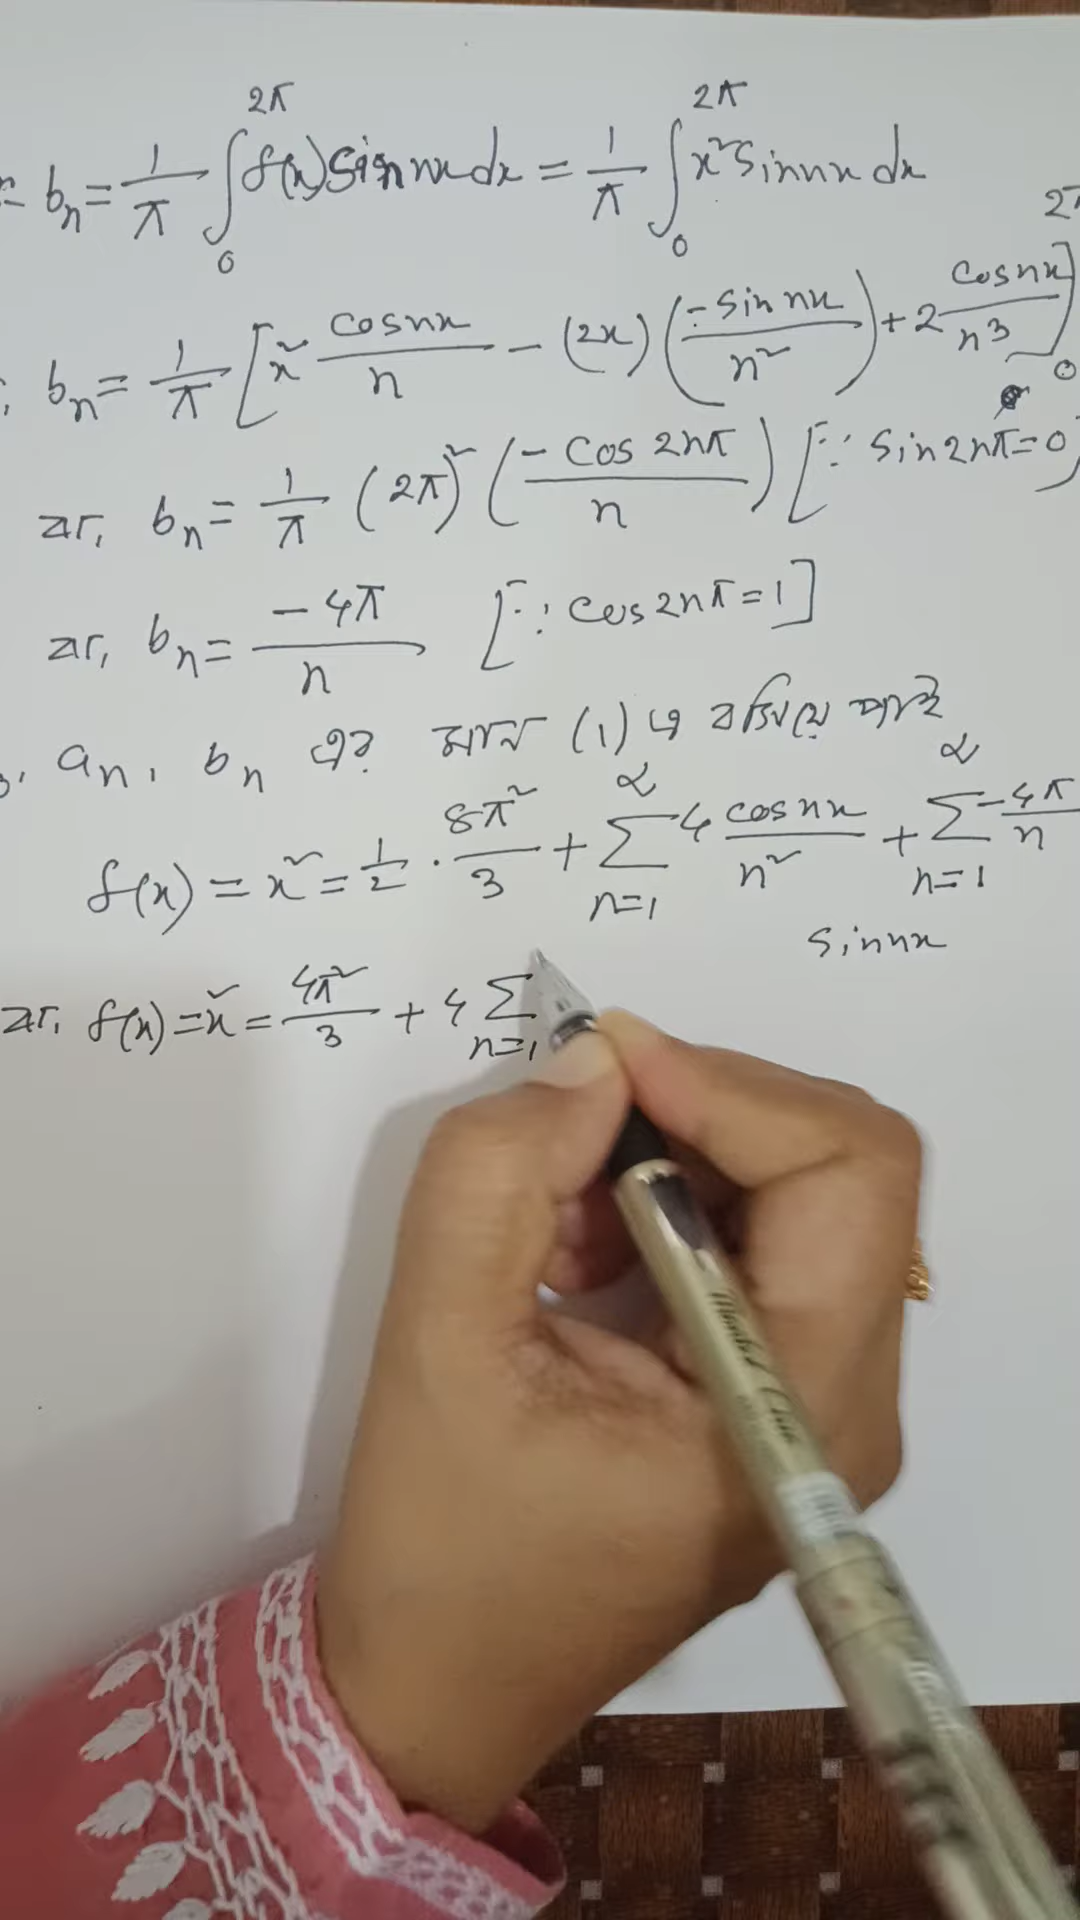 bₙ = 1/π ∫₀^2π f(x) sin nx dx = 1/π ∫₀^2π x² sin nx dx
bₙ = 1/π [x² cos nx/n − (2x) (−sin nx/n²) + 2 cos nx/n³]₀^2π
বা, bₙ = 1/π (2π)² (−cos 2nπ/n) [∵ sin 2nπ = 0]
বা, bₙ = −4π/n [∵ cos 2nπ = 1]
aₙ, bₙ এর মান (1) এ বসিয়ে পাই
f(x) = x² = 1/2 · 8π²/3 + ∑ₙ₌₁^∝ 4 cos nx/n² + ∑ₙ₌₁^∝ −4π/n
sin nx
বা, f(x) = x² = 4π²/3 + 4 ∑ₙ₌₁